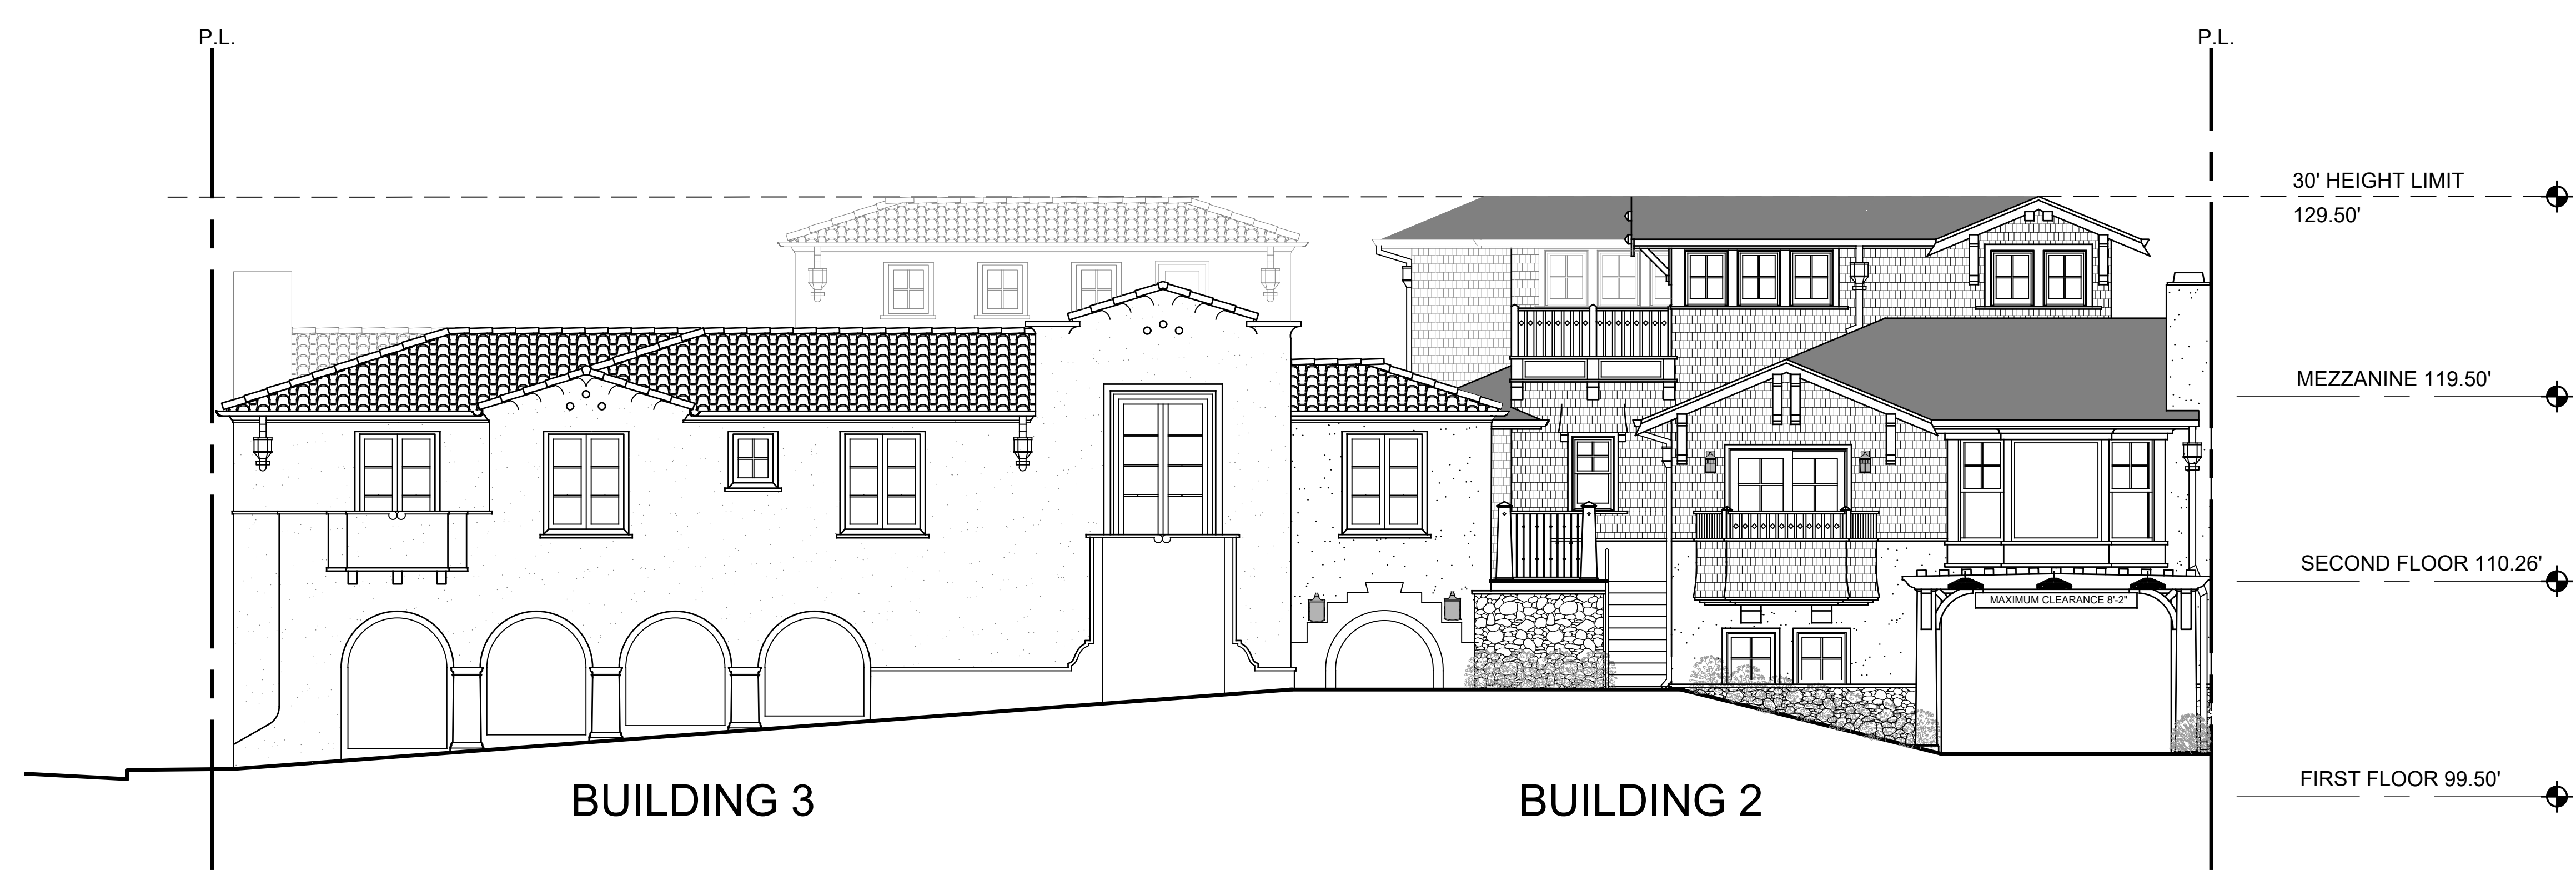 P.L.
P.L.
30' HEIGHT LIMIT
129.50'
MEZZANINE 119.50'
SECOND FLOOR 110.26'
MAXIMUM CLEARANCE 8'-2"
FIRST FLOOR 99.50'
BUILDING 3
BUILDING 2